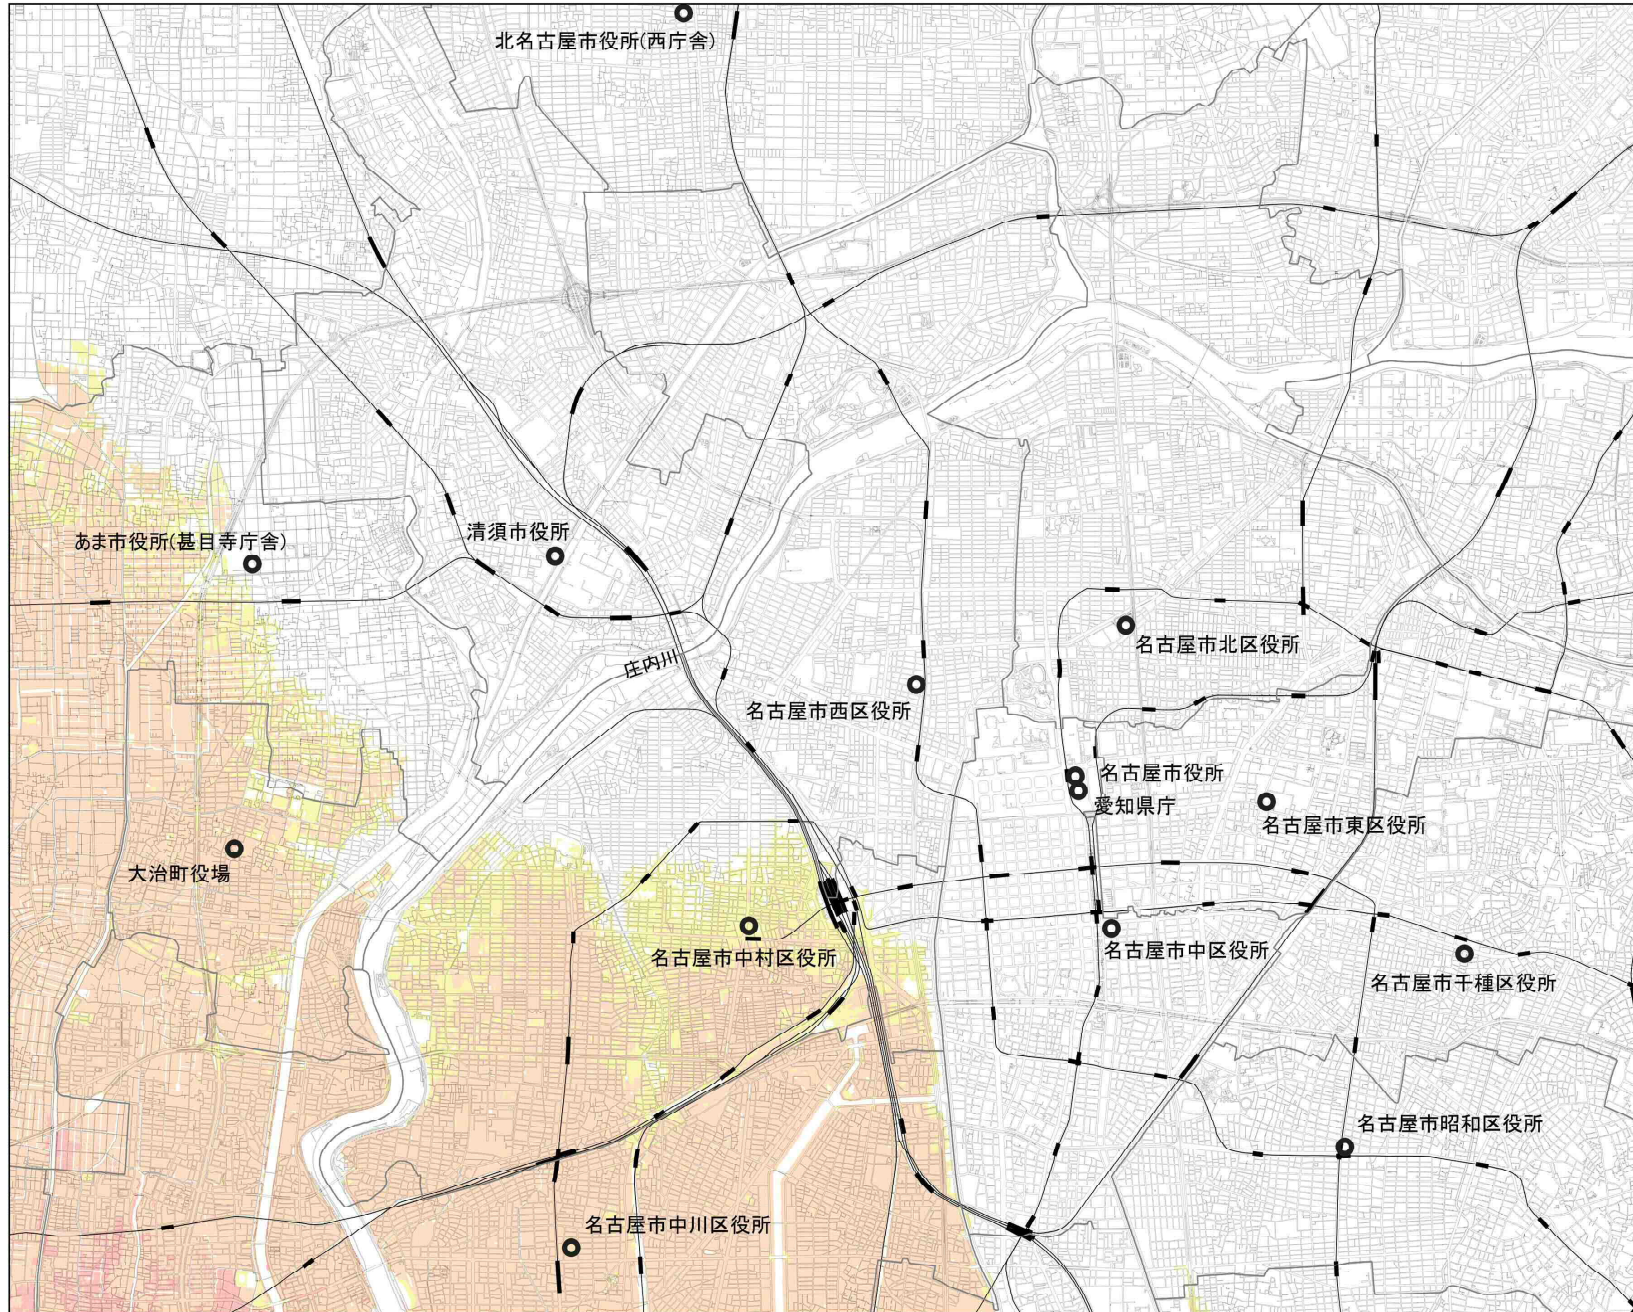 北名古屋市役所(西庁舎)
あま市役所(甚目寺庁舎)
清須市役所
庄内川
名古屋市北区役所
名古屋市西区役所
名古屋市役所
愛知県庁
名古屋市東区役所
大治町役場
名古屋市中村区役所
名古屋市中区役所
名古屋市千種区役所
名古屋市昭和区役所
名古屋市中川区役所